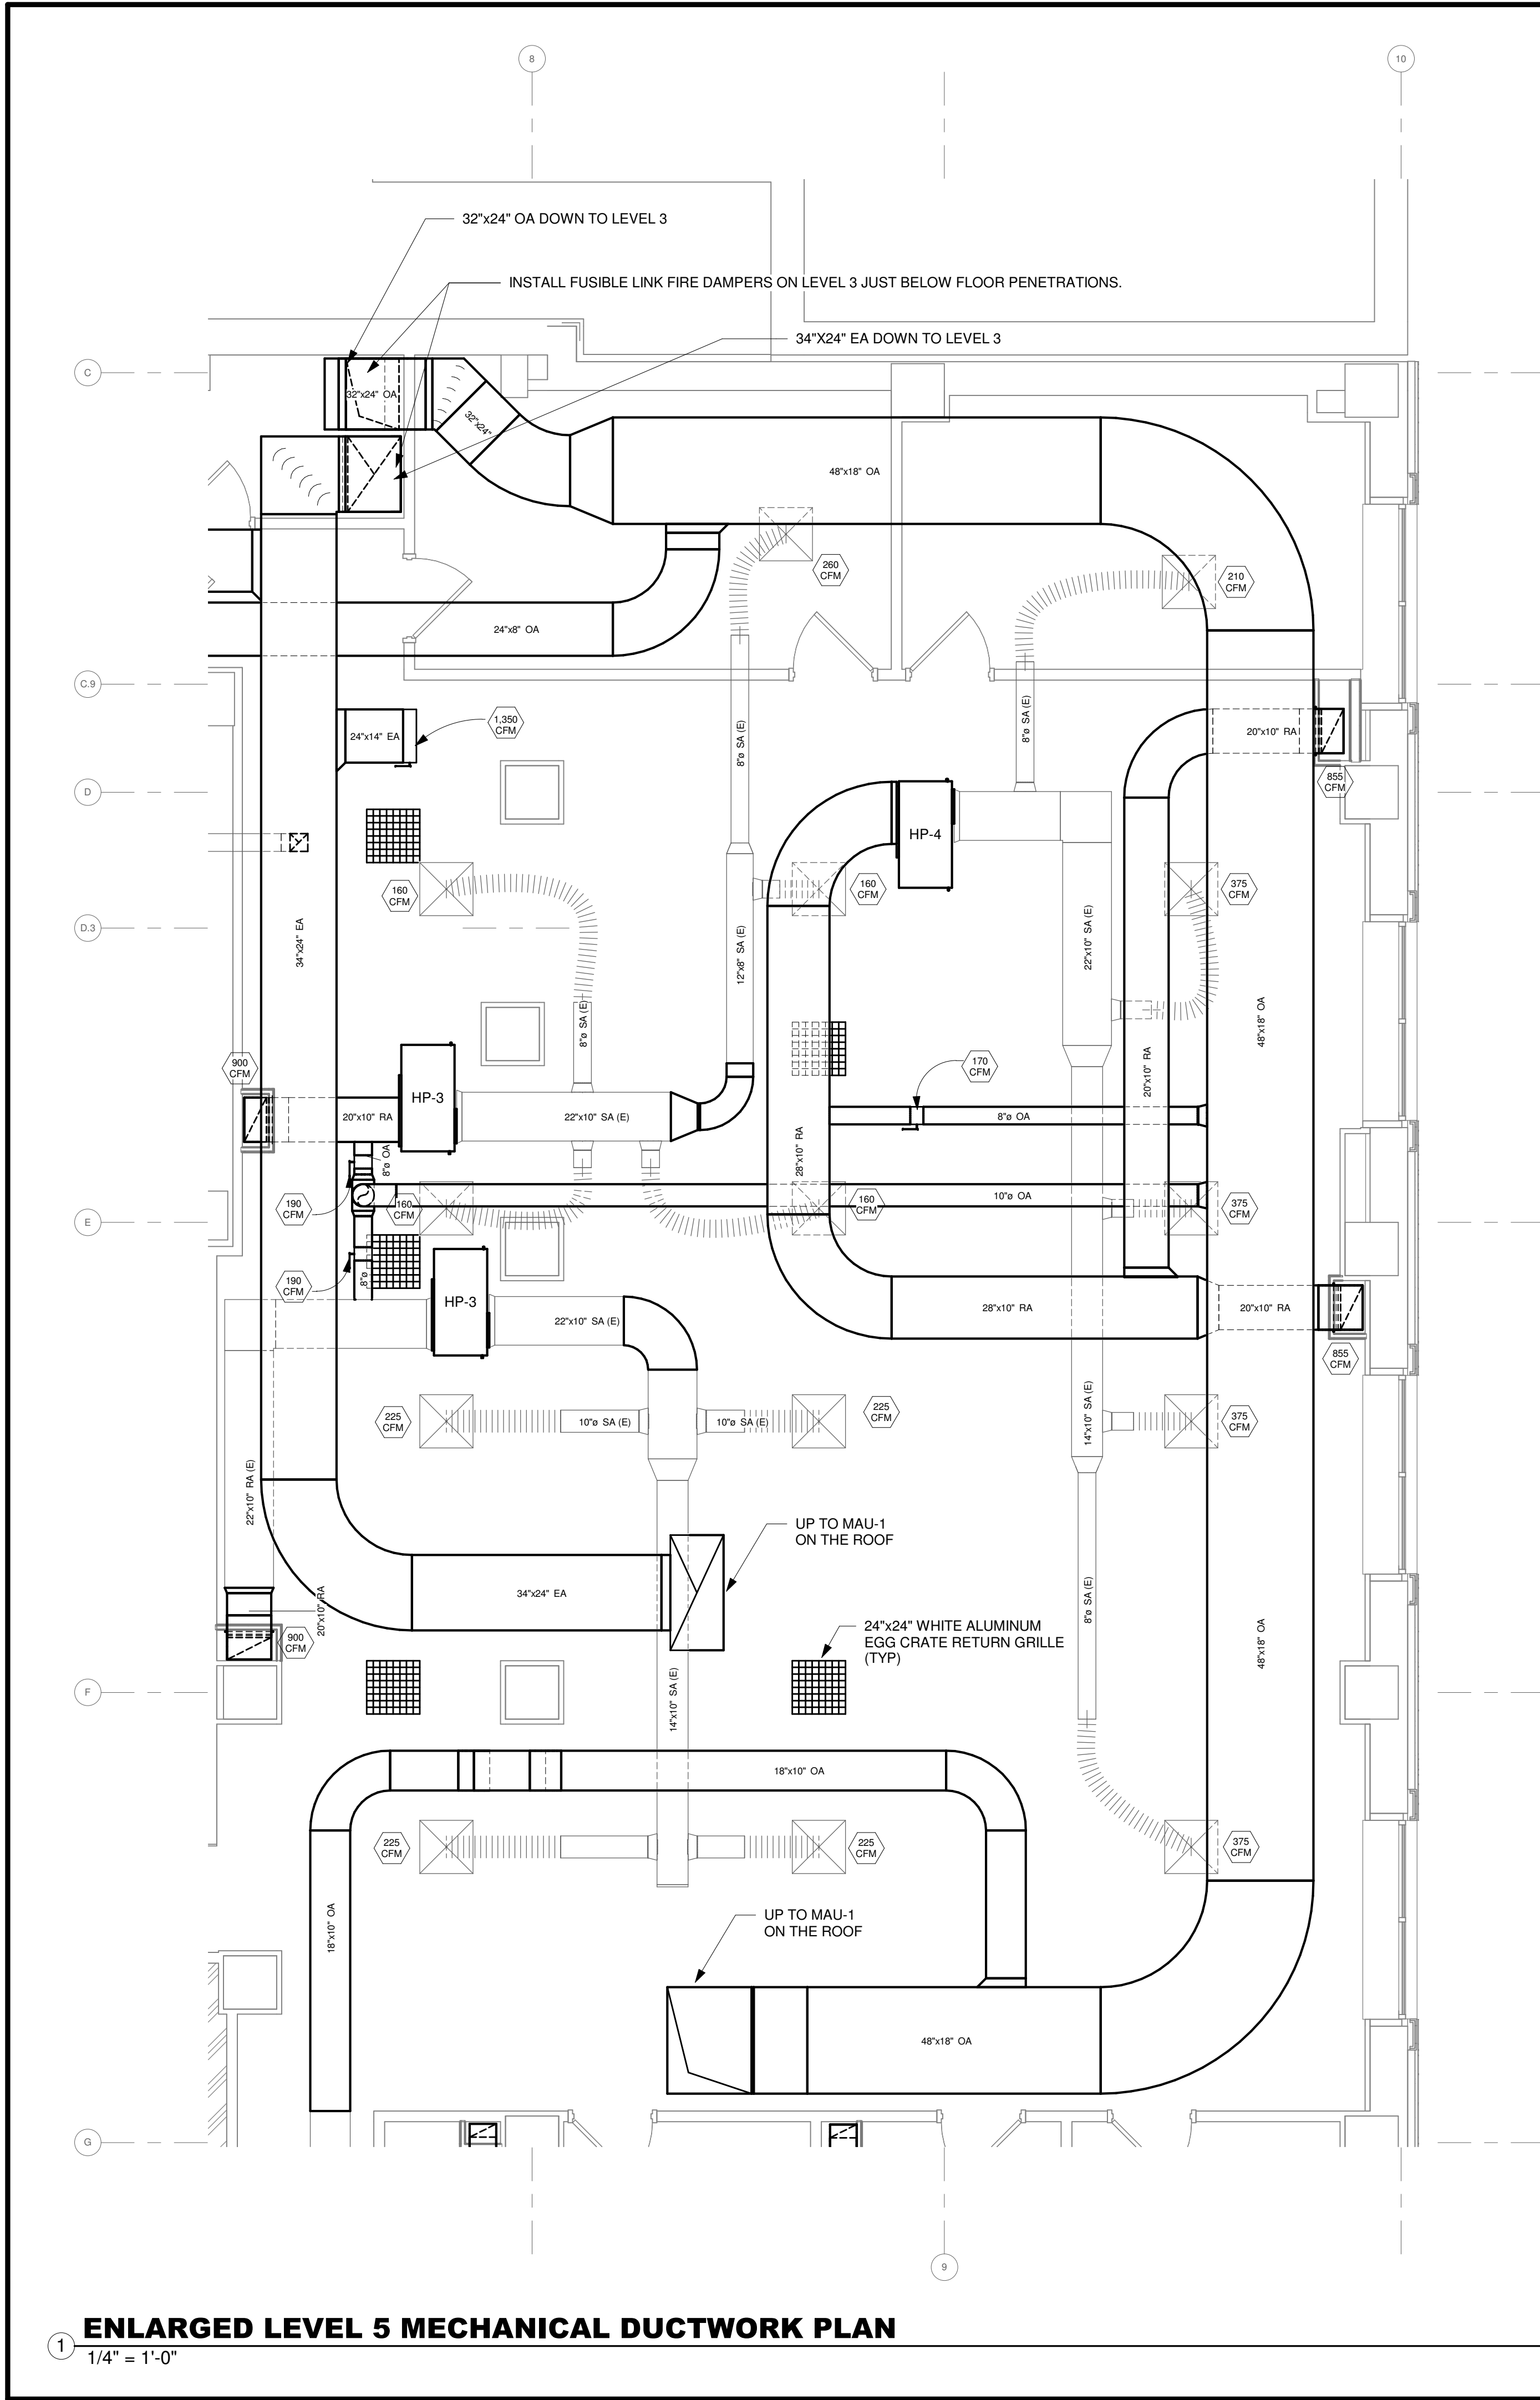 8
10
32"x24" OA DOWN TO LEVEL 3
INSTALL FUSIBLE LINK FIRE DAMPERS ON LEVEL 3 JUST BELOW FLOOR PENETRATIONS.
34"X24" EA DOWN TO LEVEL 3
C
32"x24" OA
32"x24"
48"x18" OA
260
CFM
210
CFM
24"x8" OA
C.9
8"ø SA (E)
8"ø SA (E)
1,350
CFM
24"x14" EA
20"x10" RA
855
CFM
D
HP-4
160
CFM
160
CFM
375
CFM
D.3
34"x24" EA
12"x8" SA (E)
22"x10" SA (E)
8"ø SA (E)
48"x18" OA
900
CFM
HP-3
20"x10" RA
22"x10" SA (E)
170
CFM
8"ø OA
20"x10" RA
28"x10" RA
8"ø OA
190
CFM
160
CFM
160
CFM
10"ø OA
375
CFM
E
190
CFM
8"ø
HP-3
22"x10" SA (E)
28"x10" RA
20"x10" RA
855
CFM
225
CFM
10"ø SA (E)
10"ø SA (E)
225
CFM
14"x10" SA (E)
375
CFM
22"x10" RA (E)
UP TO MAU-1
ON THE ROOF
34"x24" EA
20"x10" RA
8"ø SA (E)
900
CFM
24"x24" WHITE ALUMINUM
EGG CRATE RETURN GRILLE
(TYP)
48"x18" OA
F
14"x10" SA (E)
18"x10" OA
225
CFM
225
CFM
375
CFM
18"x10" OA
UP TO MAU-1
ON THE ROOF
48"x18" OA
G
9
1
ENLARGED LEVEL 5 MECHANICAL DUCTWORK PLAN
1/4" = 1'-0"